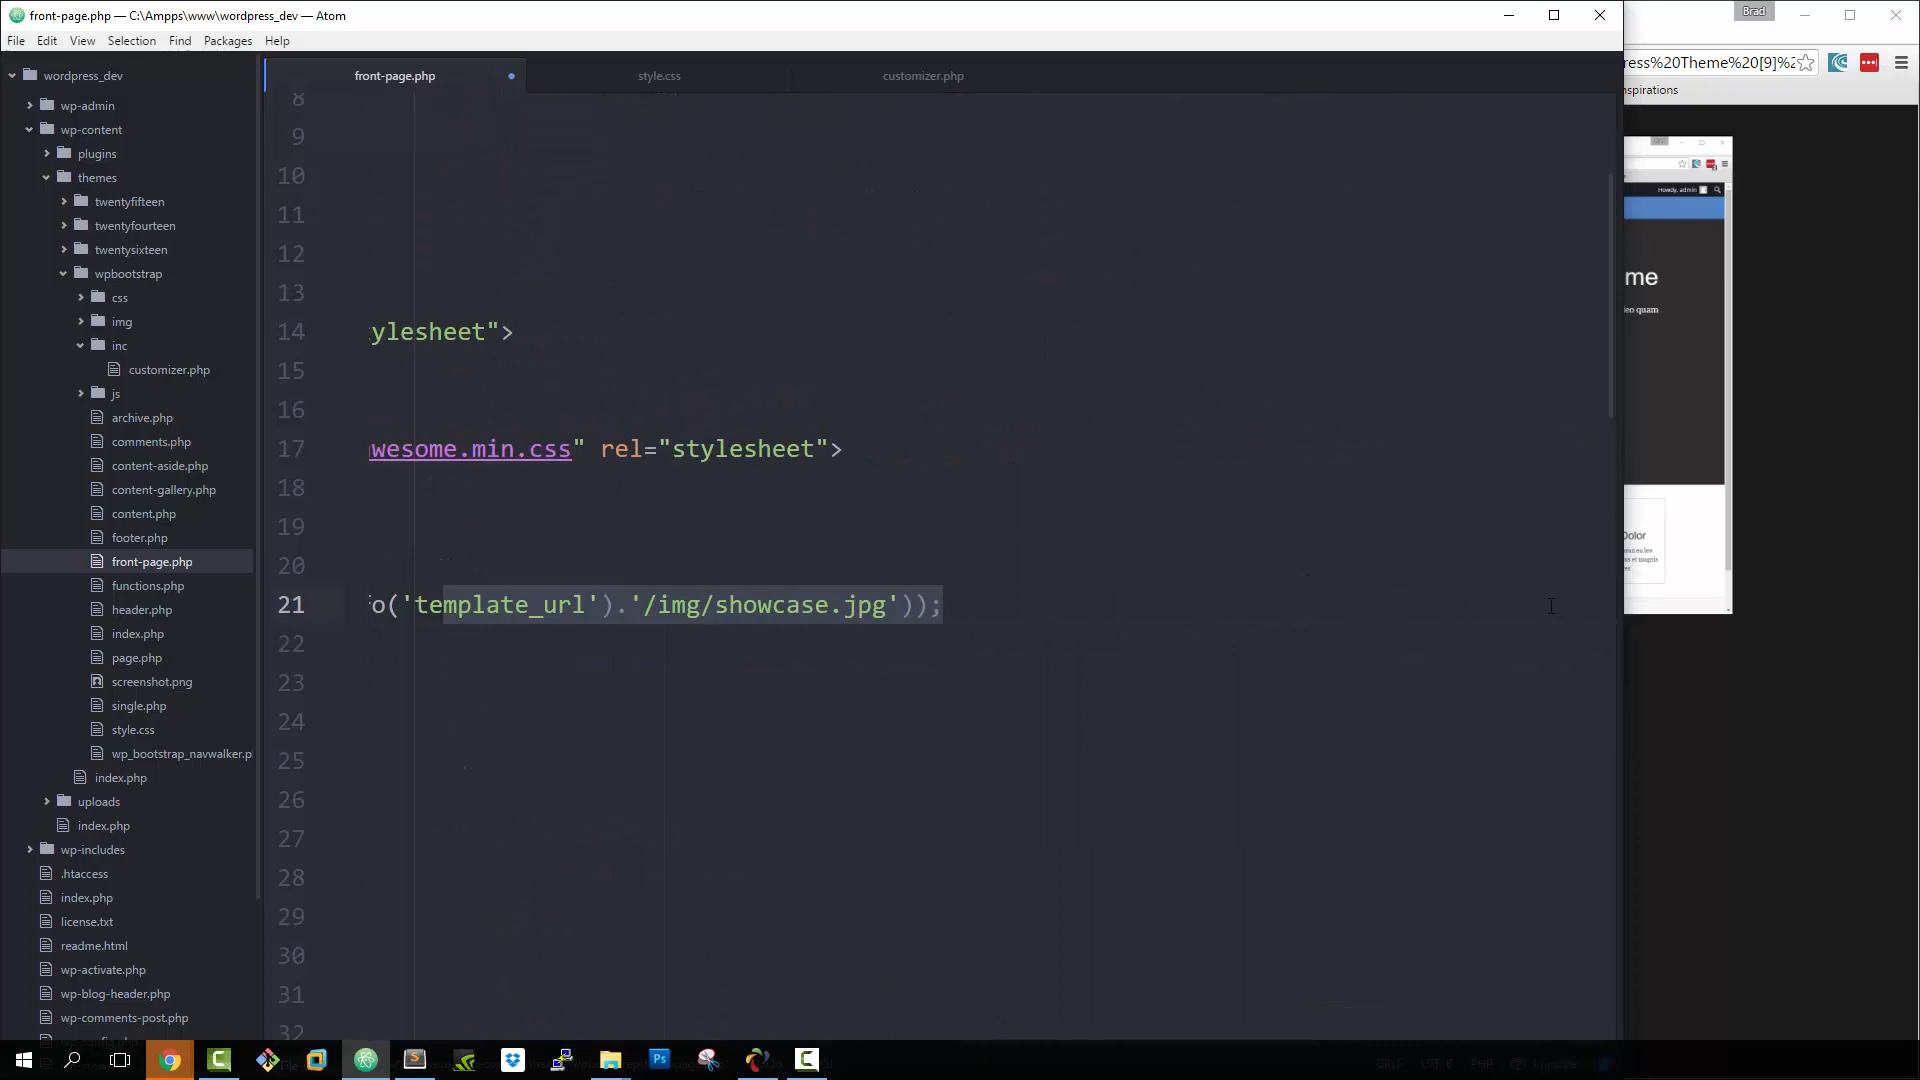 front-page.php — C:\Ampps\www\wordpress_dev — Atom
Brad
File Edit View Selection Find Packages Help
ress%20Theme%20[9]%2
nspirations
wordpress_dev
wp-admin
wp-content
plugins
themes
twentyfifteen
twentyfourteen
twentysixteen
wpbootstrap
css
img
inc
customizer.php
js
archive.php
comments.php
content-aside.php
content-gallery.php
content.php
footer.php
front-page.php
functions.php
header.php
index.php
page.php
screenshot.png
single.php
style.css
wp_bootstrap_navwalker.p
index.php
uploads
index.php
wp-includes
.htaccess
index.php
license.txt
readme.html
wp-activate.php
wp-blog-header.php
wp-comments-post.php
front-page.php style.css customizer.php
8
9
10
11
12
13
14 ylesheet">
15
16
17 wesome.min.css" rel="stylesheet">
18
19
20
21 o('template_url').'/img/showcase.jpg'));
22
23
24
25
26
27
28
29
30
31
32
Howdy, admin
me
eo quam
Dolor